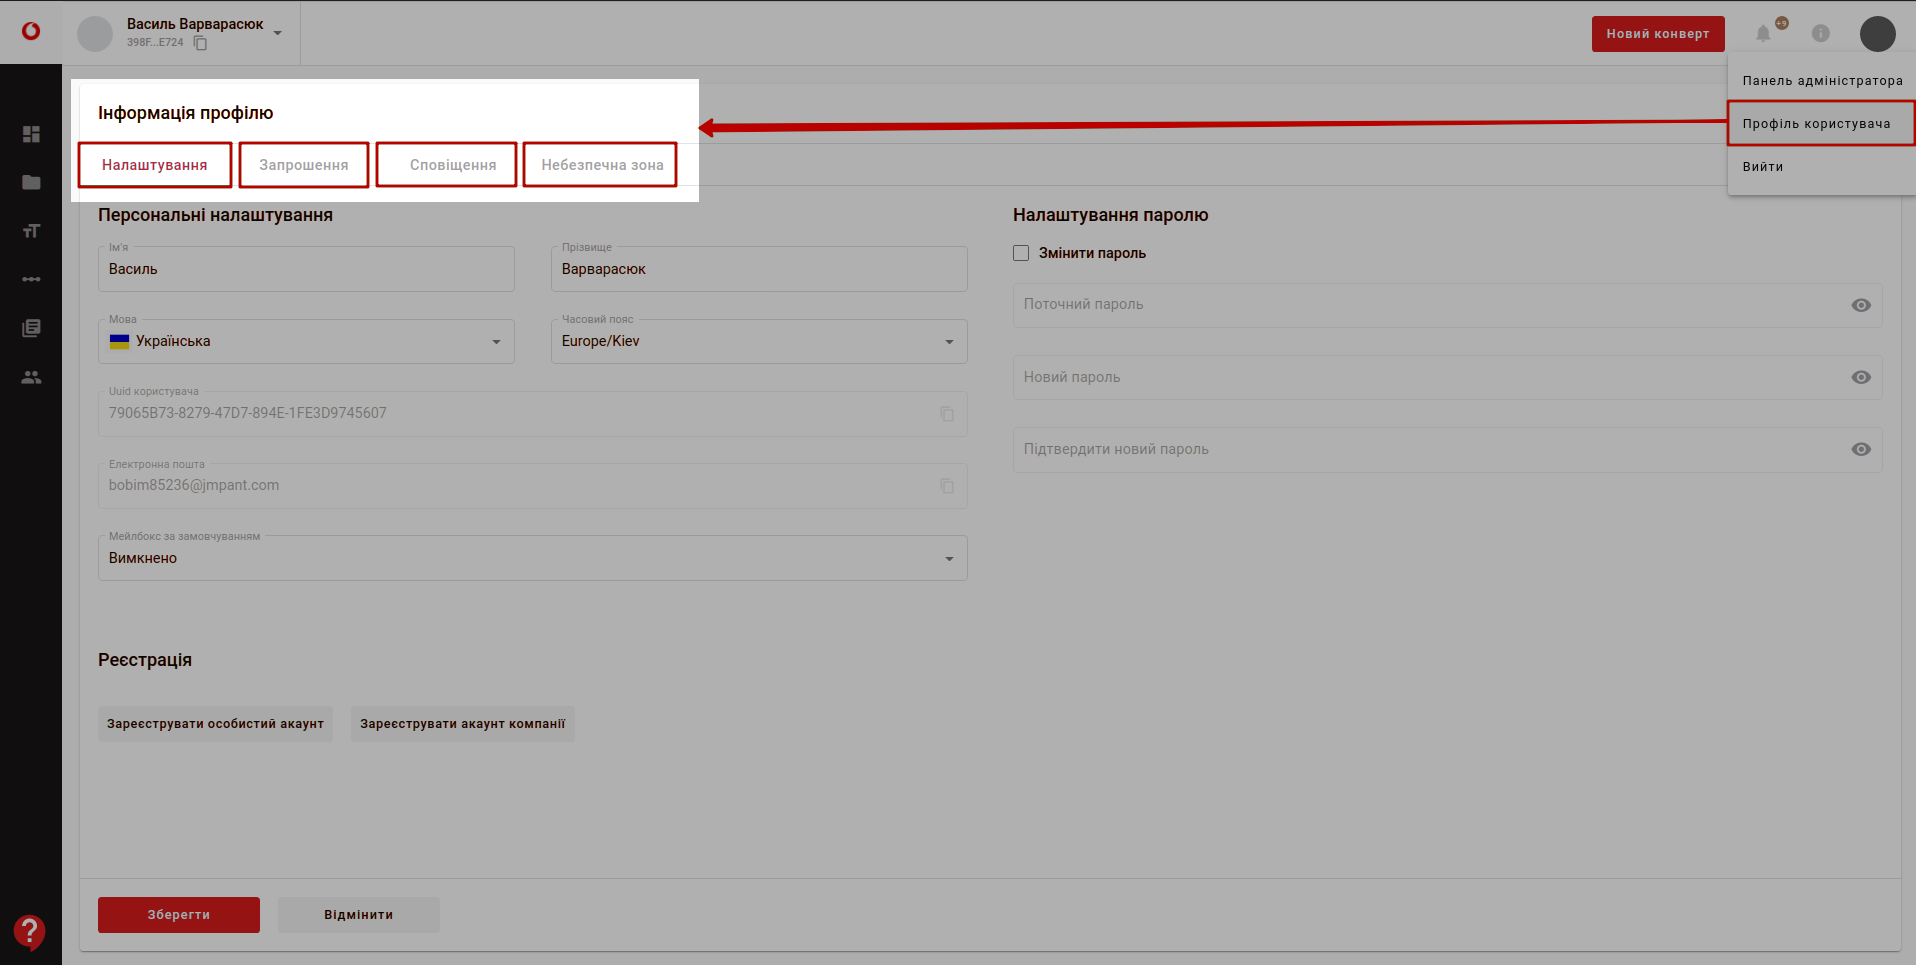 Василь Варварасюк
398F...E724
Новий конверт
+9
Панель адміністратора
Профіль користувача
Вийти
Інформація профілю
Налаштування
Запрошення
Сповіщення
Небезпечна зона
Персональні налаштування
Ім'я
Василь
Прізвище
Варварасюк
Мова
Українська
Часовий пояс
Europe/Kiev
Uuid користувача
79065B73-8279-47D7-894E-1FE3D9745607
Електронна пошта
bobim85236@jmpant.com
Мейлбокс за замовчуванням
Вимкнено
Налаштування паролю
Змінити пароль
Поточний пароль
Новий пароль
Підтвердити новий пароль
Реєстрація
Зареєструвати особистий акаунт
Зареєструвати акаунт компанії
Зберегти
Відмінити